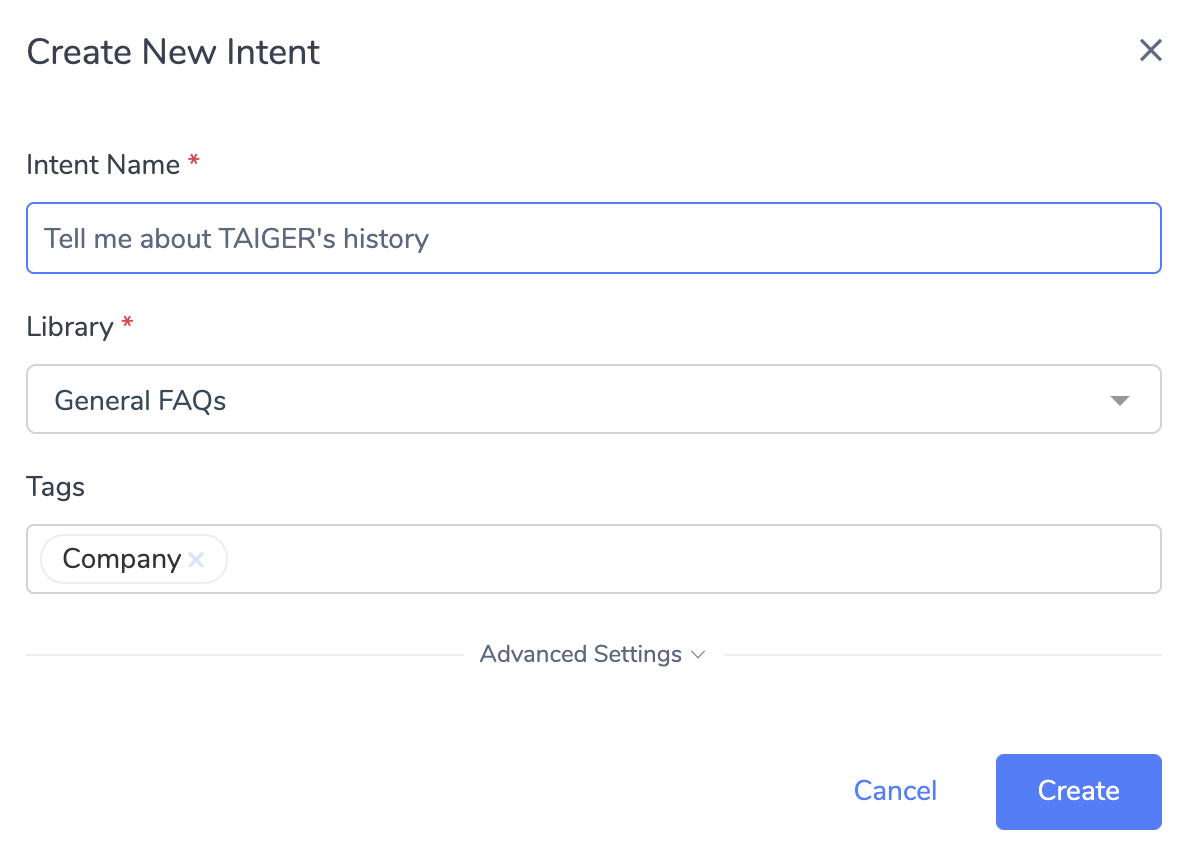 Create New Intent
Intent Name *
Tell me about TAIGER's history
Library *
General FAQs
Tags
Company
Advanced Settings
Cancel
Create